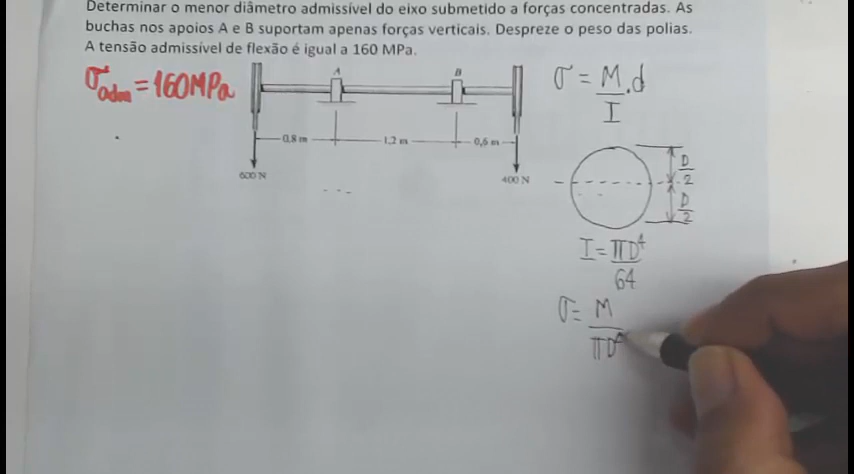 Determinar o menor diâmetro admissível do eixo submetido a forças concentradas. As
buchas nos apoios A e B suportam apenas forças verticais. Despreze o peso das polias.
A tensão admissível de flexão é igual a 160 MPa.
σadm = 160MPa
A
B
0,8 m
1,2 m
0,6 m
600 N
400 N
σ = M/I . d
D/2
D/2
I = πD⁴/64
σ = M/πD⁴